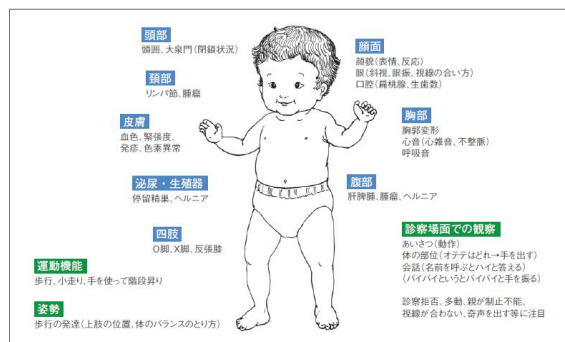 頭部
頭囲、大泉門（閉鎖状況）
頸部
リンパ節、腫瘤
皮膚
血色、緊張度、
発疹、色素異常
泌尿・生殖器
停留精巣、ヘルニア
四肢
O脚、X脚、反張膝
運動機能
歩行、小走り、手を使って階段昇り
姿勢
歩行の発達（上肢の位置、体のバランスのとり方）
顔面
顔貌（表情、反応）
眼（斜視、眼振、視線の合い方）
口腔（扁桃腺、生歯数）
胸部
胸郭変形
心音（心雑音、不整脈）
呼吸音
腹部
肝脾腫、腫瘤、ヘルニア
診察場面での観察
あいさつ（動作）
体の部位（オテテはどれ→手を出す）
会話（名前を呼ぶとハイと答える）
（バイバイというとバイバイと手を振る）
診察拒否、多動、親が制止不能、
視線が合わない、奇声を出す等に注目